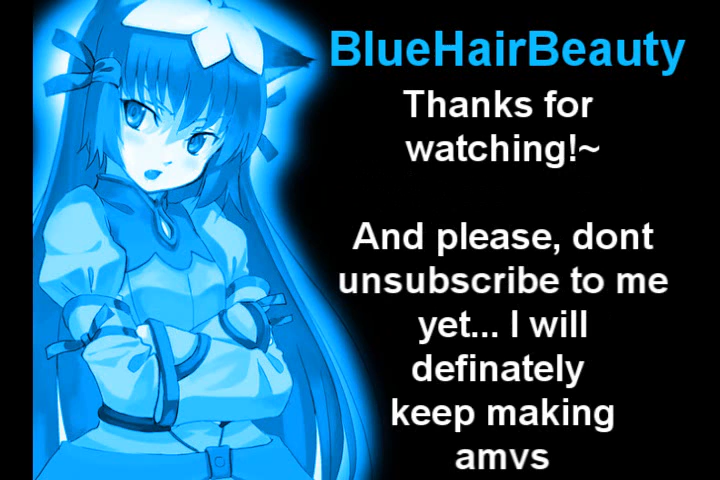 BlueHairBeauty
Thanks for
watching!~
And please, dont
unsubscribe to me
yet... I will
definately
keep making
amvs